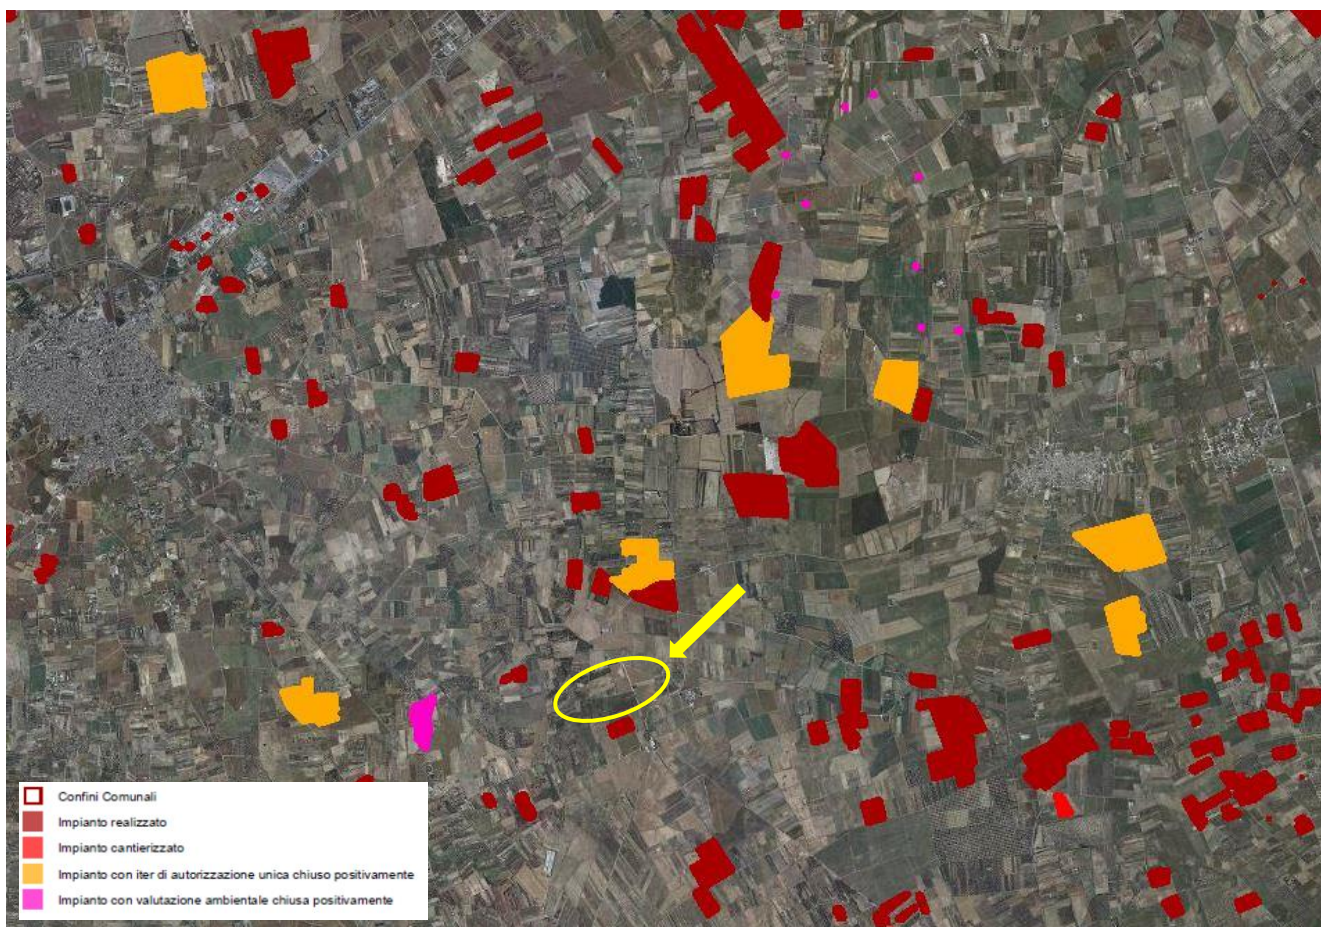 Confini Comunali
Impianto realizzato
Impianto cantierizzato
Impianto con iter di autorizzazione unica chiuso positivamente
Impianto con valutazione ambientale chiusa positivamente